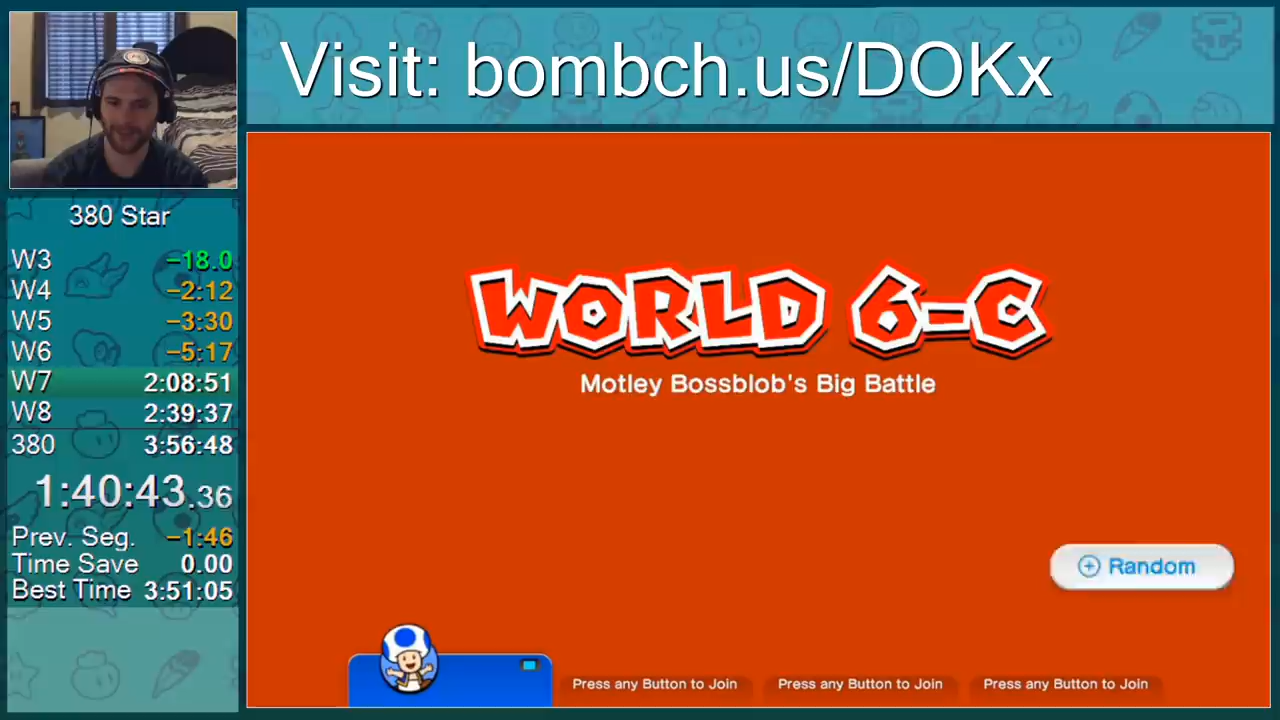 Visit: bombch.us/DOKx
380 Star
W3 -18.0
W4 -2:12
W5 -3:30
W6 -5:17
W7 2:08:51
W8 2:39:37
380 3:56:48
1:40:43.36
Prev. Seg. -1:46
Time Save 0.00
Best Time 3:51:05
WORLD 6-C
Motley Bossblob's Big Battle
Random
Press any Button to Join Press any Button to Join Press any Button to Join